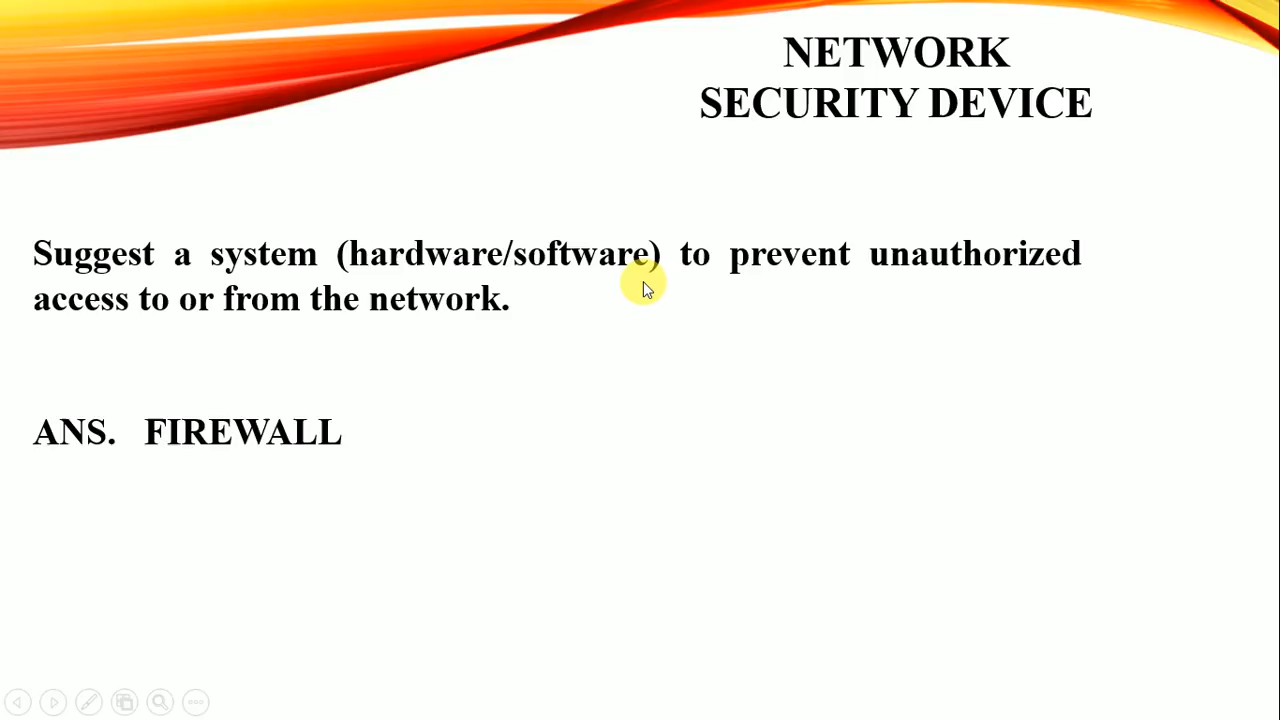 NETWORK
SECURITY DEVICE
Suggest a system (hardware/software) to prevent unauthorized
access to or from the network.
ANS. FIREWALL